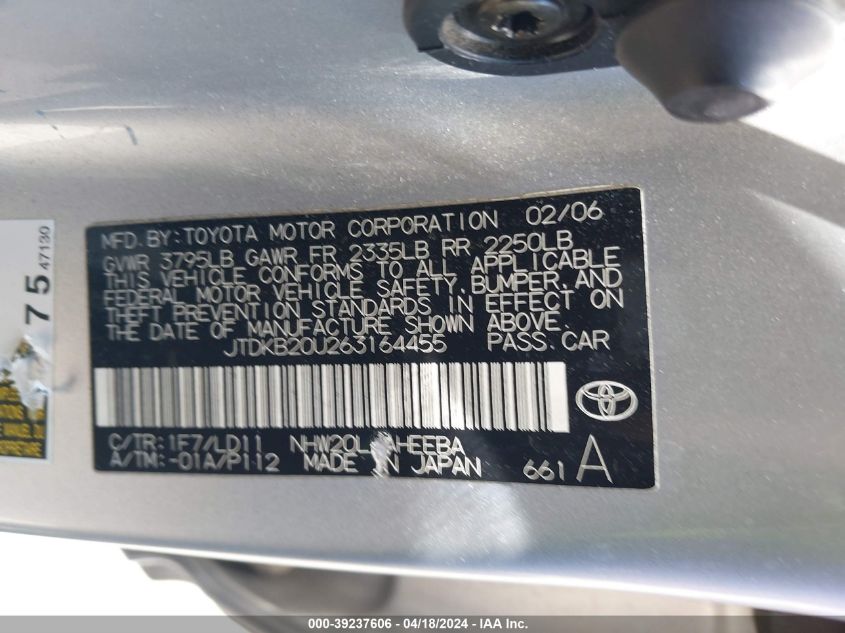 MFD. BY: TOYOTA MOTOR CORPORATION 02/06
GVWR 3795LB GAWR FR 2335LB RR 2250LB
THIS VEHICLE CONFORMS TO ALL APPLICABLE
FEDERAL MOTOR VEHICLE SAFETY, BUMPER, AND
THEFT PREVENTION STANDARDS IN EFFECT ON
THE DATE OF MANUFACTURE SHOWN ABOVE.
JTDKB20U263164455 PASS. CAR
C/TR: 1F7/LD11 NHW20L-AHEEBA
A/TM: -01A/P112 MADE IN JAPAN 661 A
75
47130
000-39237606 / 04/18/2024 - IAA Inc.